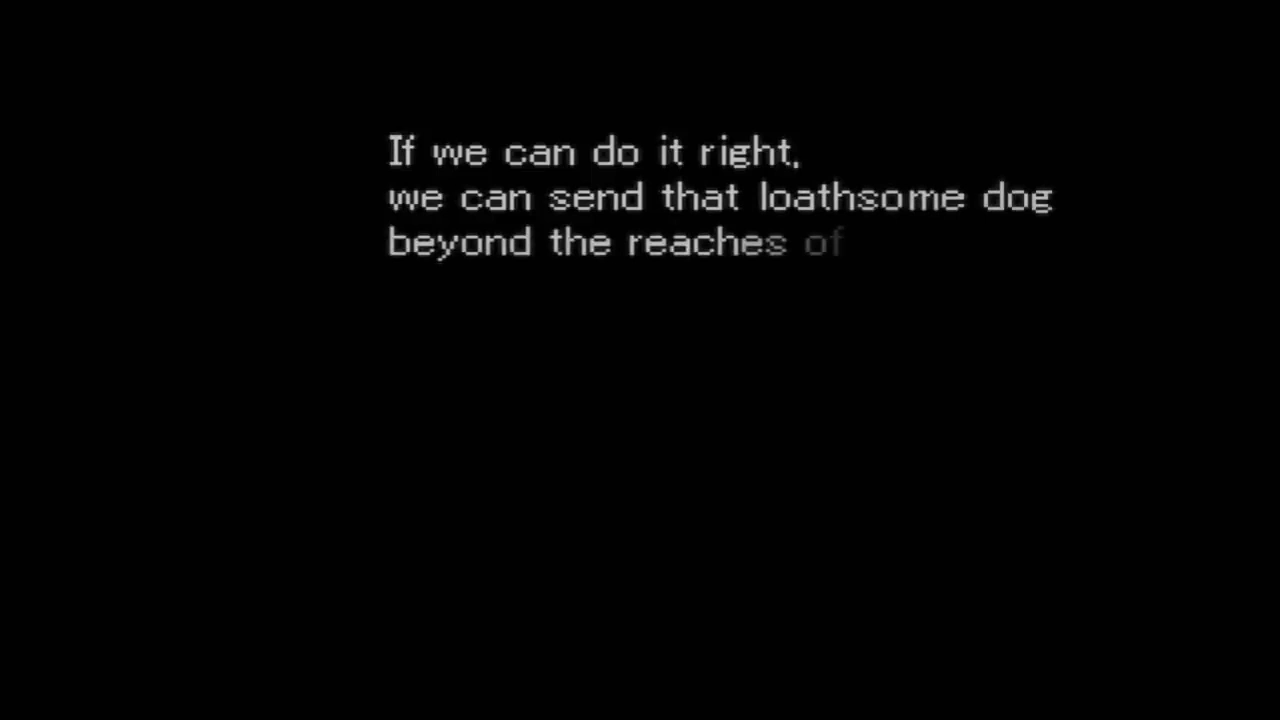 If we can do it right,
we can send that loathsome dog
beyond the reaches of